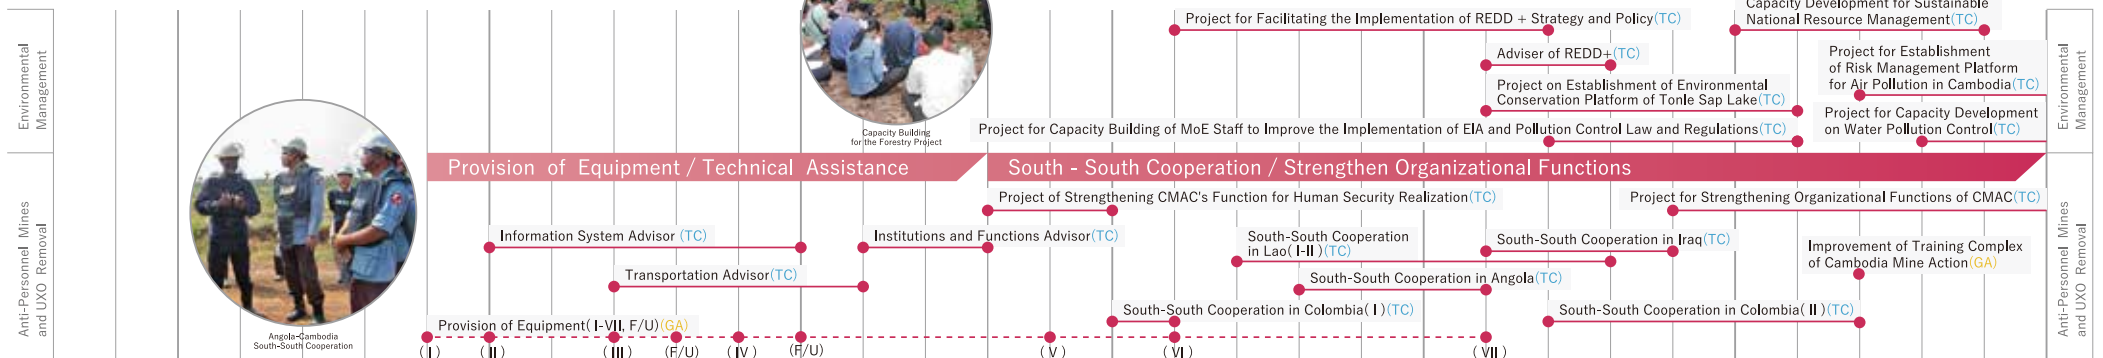 Environmental
Management
Capacity Building
for the Forestry Project
Project for Facilitating the Implementation of REDD + Strategy and Policy(TC)
Capacity Development for Sustainable
National Resource Management(TC)
Adviser of REDD+(TC)
Project for Establishment
of Risk Management Platform
for Air Pollution in Cambodia(TC)
Project on Establishment of Environmental
Conservation Platform of Tonle Sap Lake(TC)
Project for Capacity Development
on Water Pollution Control(TC)
Project for Capacity Building of MoE Staff to Improve the Implementation of EIA and Pollution Control Law and Regulations(TC)
Environmental
Management
Anti-Personnel Mines
and UXO Removal
Angola-Cambodia
South-South Cooperation
Provision of Equipment / Technical Assistance
South - South Cooperation / Strengthen Organizational Functions
Project of Strengthening CMAC's Function for Human Security Realization(TC)
Project for Strengthening Organizational Functions of CMAC(TC)
Information System Advisor (TC)
Institutions and Functions Advisor(TC)
South-South Cooperation
in Lao( I-II )(TC)
South-South Cooperation in Iraq(TC)
Improvement of Training Complex
of Cambodia Mine Action(GA)
Transportation Advisor(TC)
South-South Cooperation in Angola(TC)
South-South Cooperation in Colombia( I )(TC)
South-South Cooperation in Colombia( II )(TC)
Provision of Equipment( I-VII, F/U)(GA)
( I ) ( II ) ( III ) (F/U) ( IV ) (F/U) ( V ) ( VI ) ( VII )
Anti-Personnel Mines
and UXO Removal